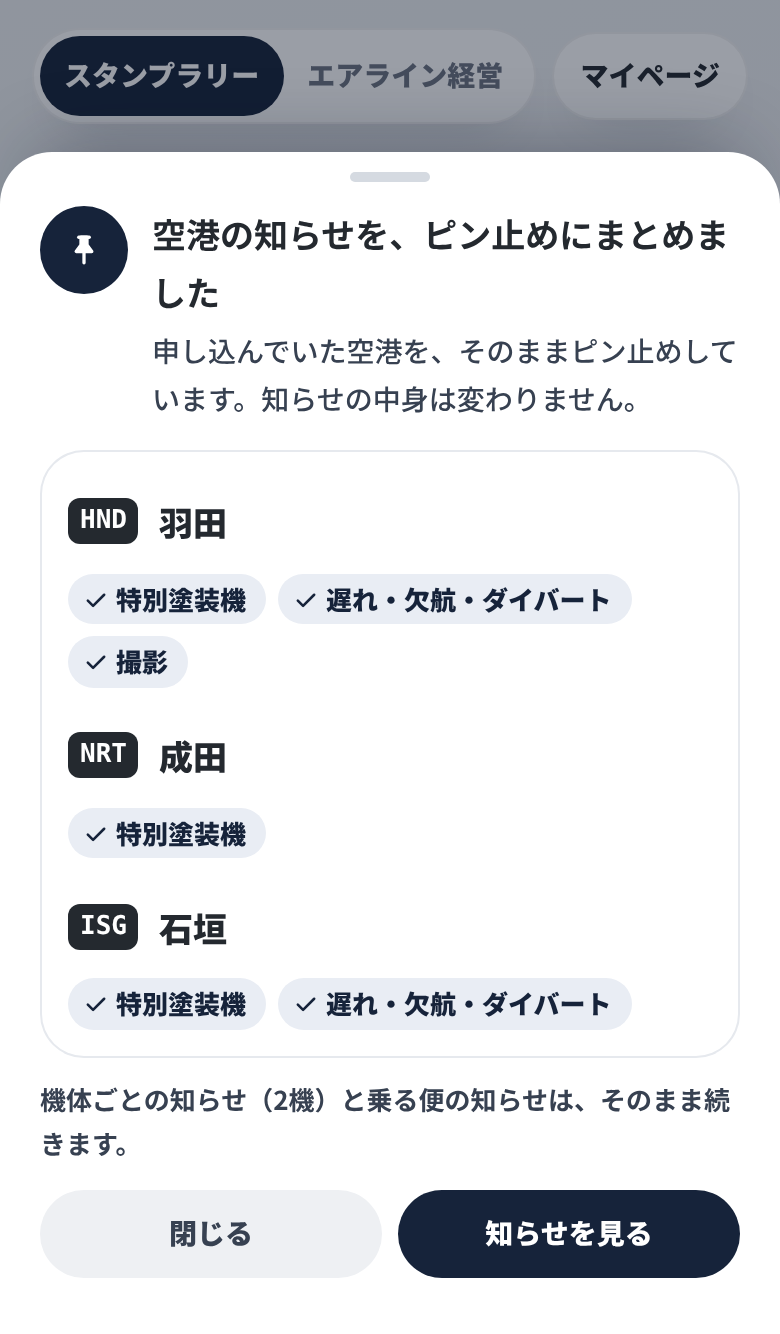 スタンプラリー エアライン経営 マイページ
空港の知らせを、ピン止めにまとめま
した
申し込んでいた空港を、そのままピン止めして
います。知らせの中身は変わりません。
HND 羽田
特別塗装機 遅れ・欠航・ダイバート
撮影
NRT 成田
特別塗装機
ISG 石垣
特別塗装機 遅れ・欠航・ダイバート
機体ごとの知らせ（2機）と乗る便の知らせは、そのまま続
きます。
閉じる 知らせを見る